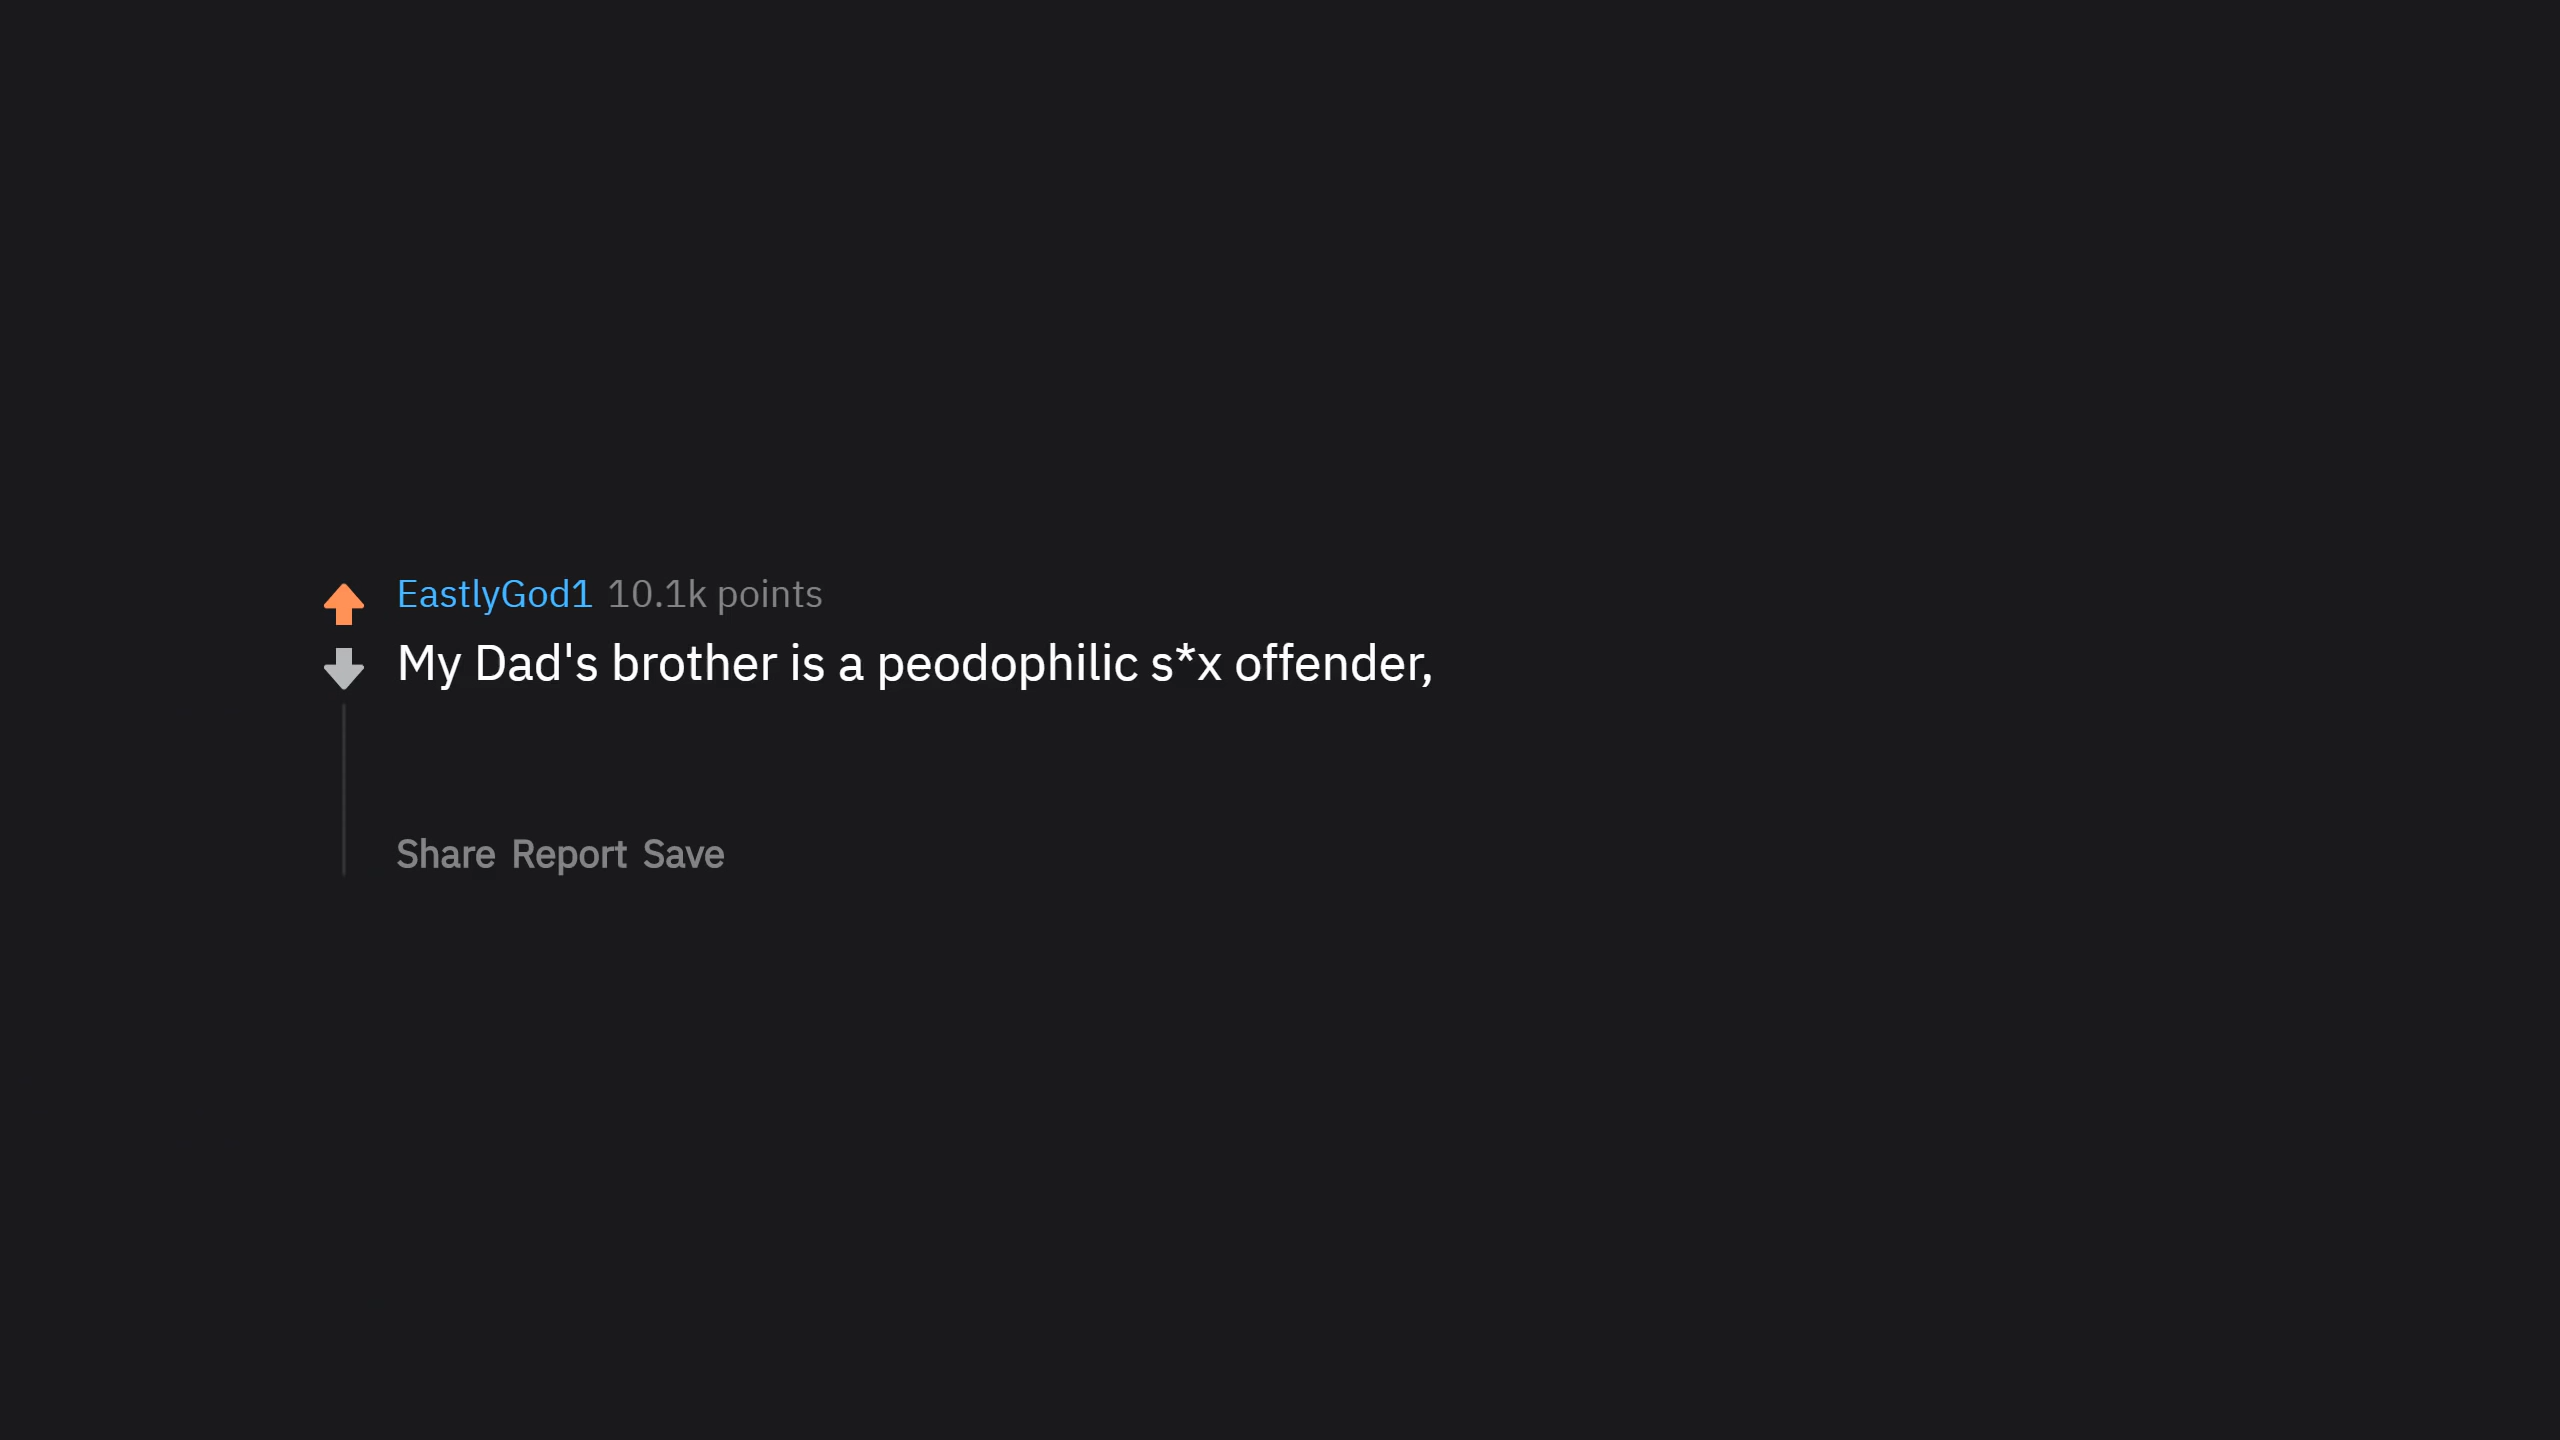 EastlyGod1 10.1k points
My Dad's brother is a peodophilic s*x offender,
Share Report Save